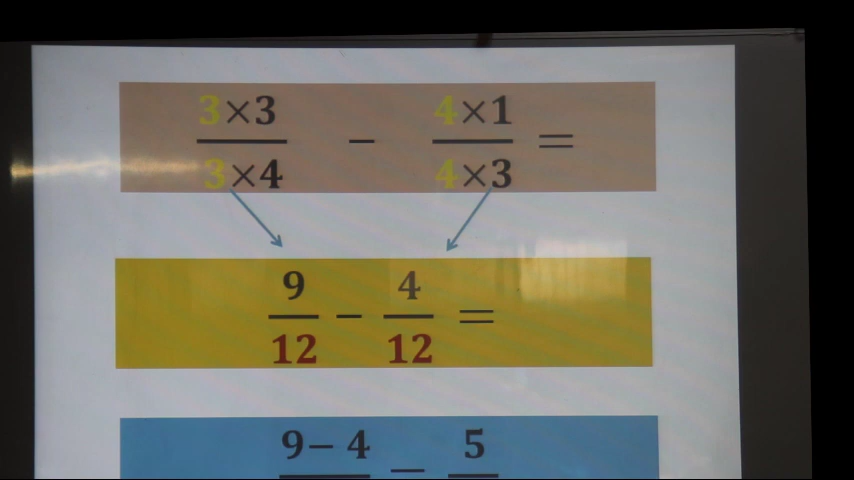 3×3 − 4×1 =
3×4 4×3
9 − 4 =
12 12
9− 4 − 5